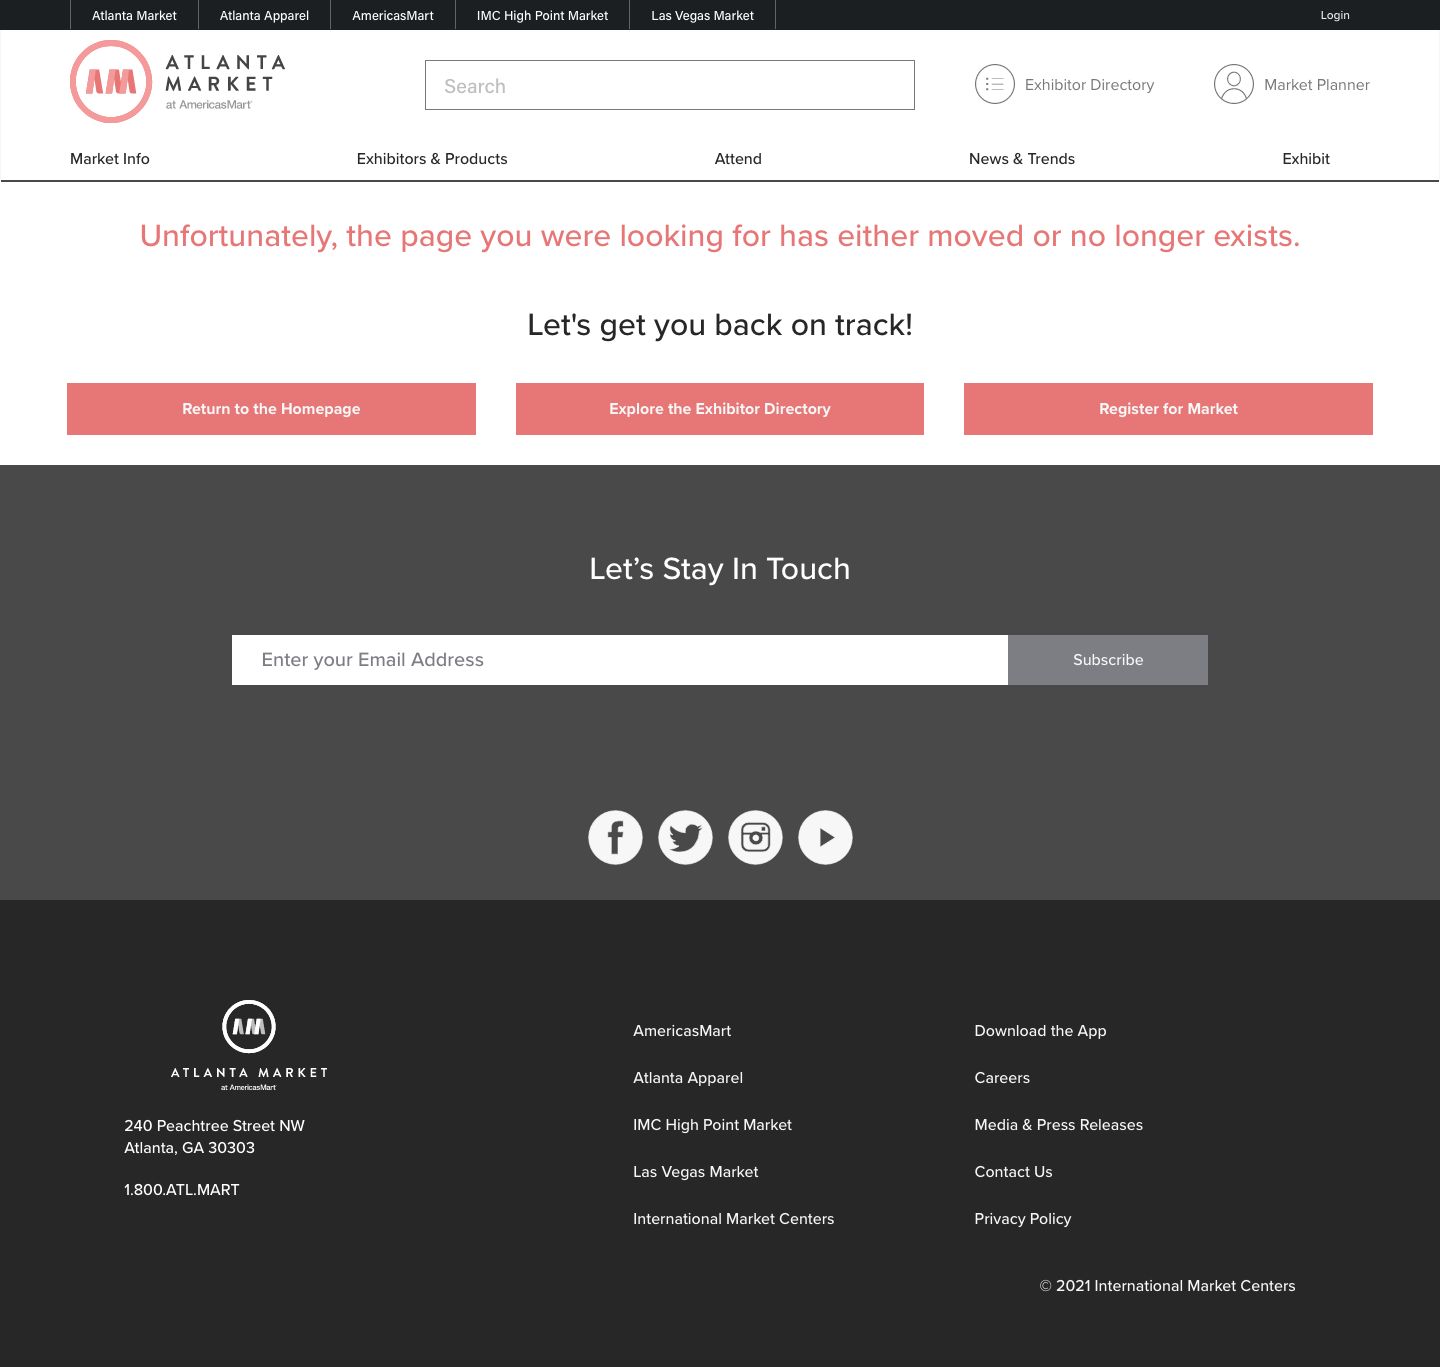 Atlanta Market
Atlanta Apparel
AmericasMart
IMC High Point Market
Las Vegas Market
Login
AM
ATLANTA
MARKET
at AmericasMart
Search
Exhibitor Directory
Market Planner
Market Info
Exhibitors & Products
Attend
News & Trends
Exhibit
Unfortunately, the page you were looking for has either moved or no longer exists.
Let's get you back on track!
Return to the Homepage
Explore the Exhibitor Directory
Register for Market
Let’s Stay In Touch
Enter your Email Address
Subscribe
AM
ATLANTA MARKET
at AmericasMart
240 Peachtree Street NW
Atlanta, GA 30303
1.800.ATL.MART
AmericasMart
Atlanta Apparel
IMC High Point Market
Las Vegas Market
International Market Centers
Download the App
Careers
Media & Press Releases
Contact Us
Privacy Policy
© 2021 International Market Centers